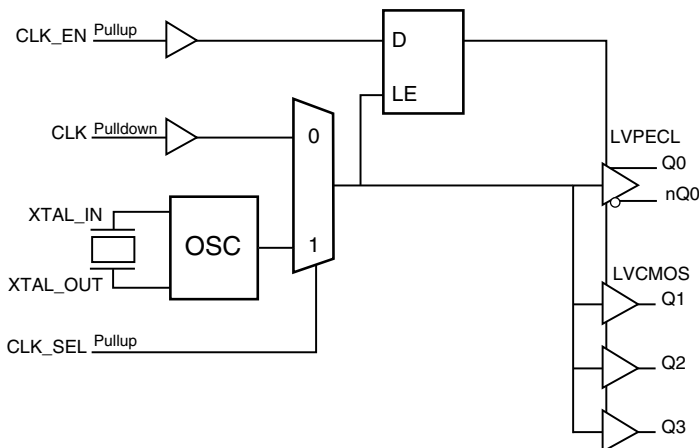 CLK_EN Pullup
D
LE
CLK Pulldown
0
LVPECL
Q0
nQ0
XTAL_IN
OSC
1
XTAL_OUT
LVCMOS
Q1
CLK_SEL Pullup
Q2
Q3